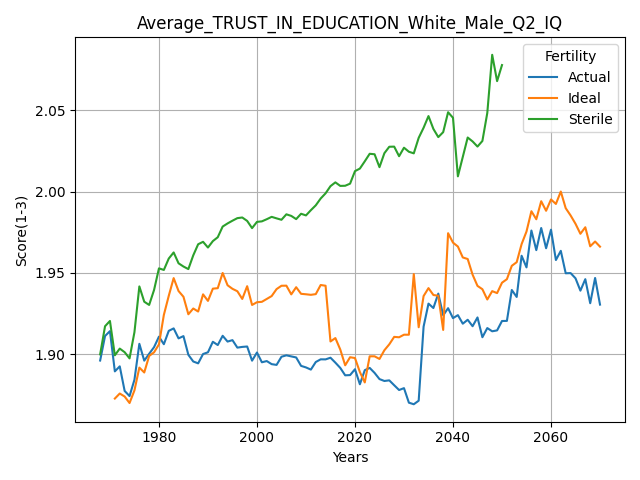 Average_TRUST_IN_EDUCATION_White_Male_Q2_IQ
Fertility
Actual
Ideal
Sterile
Score(1-3)
2.05
2.00
1.95
1.90
1980
2000
2020
2040
2060
Years